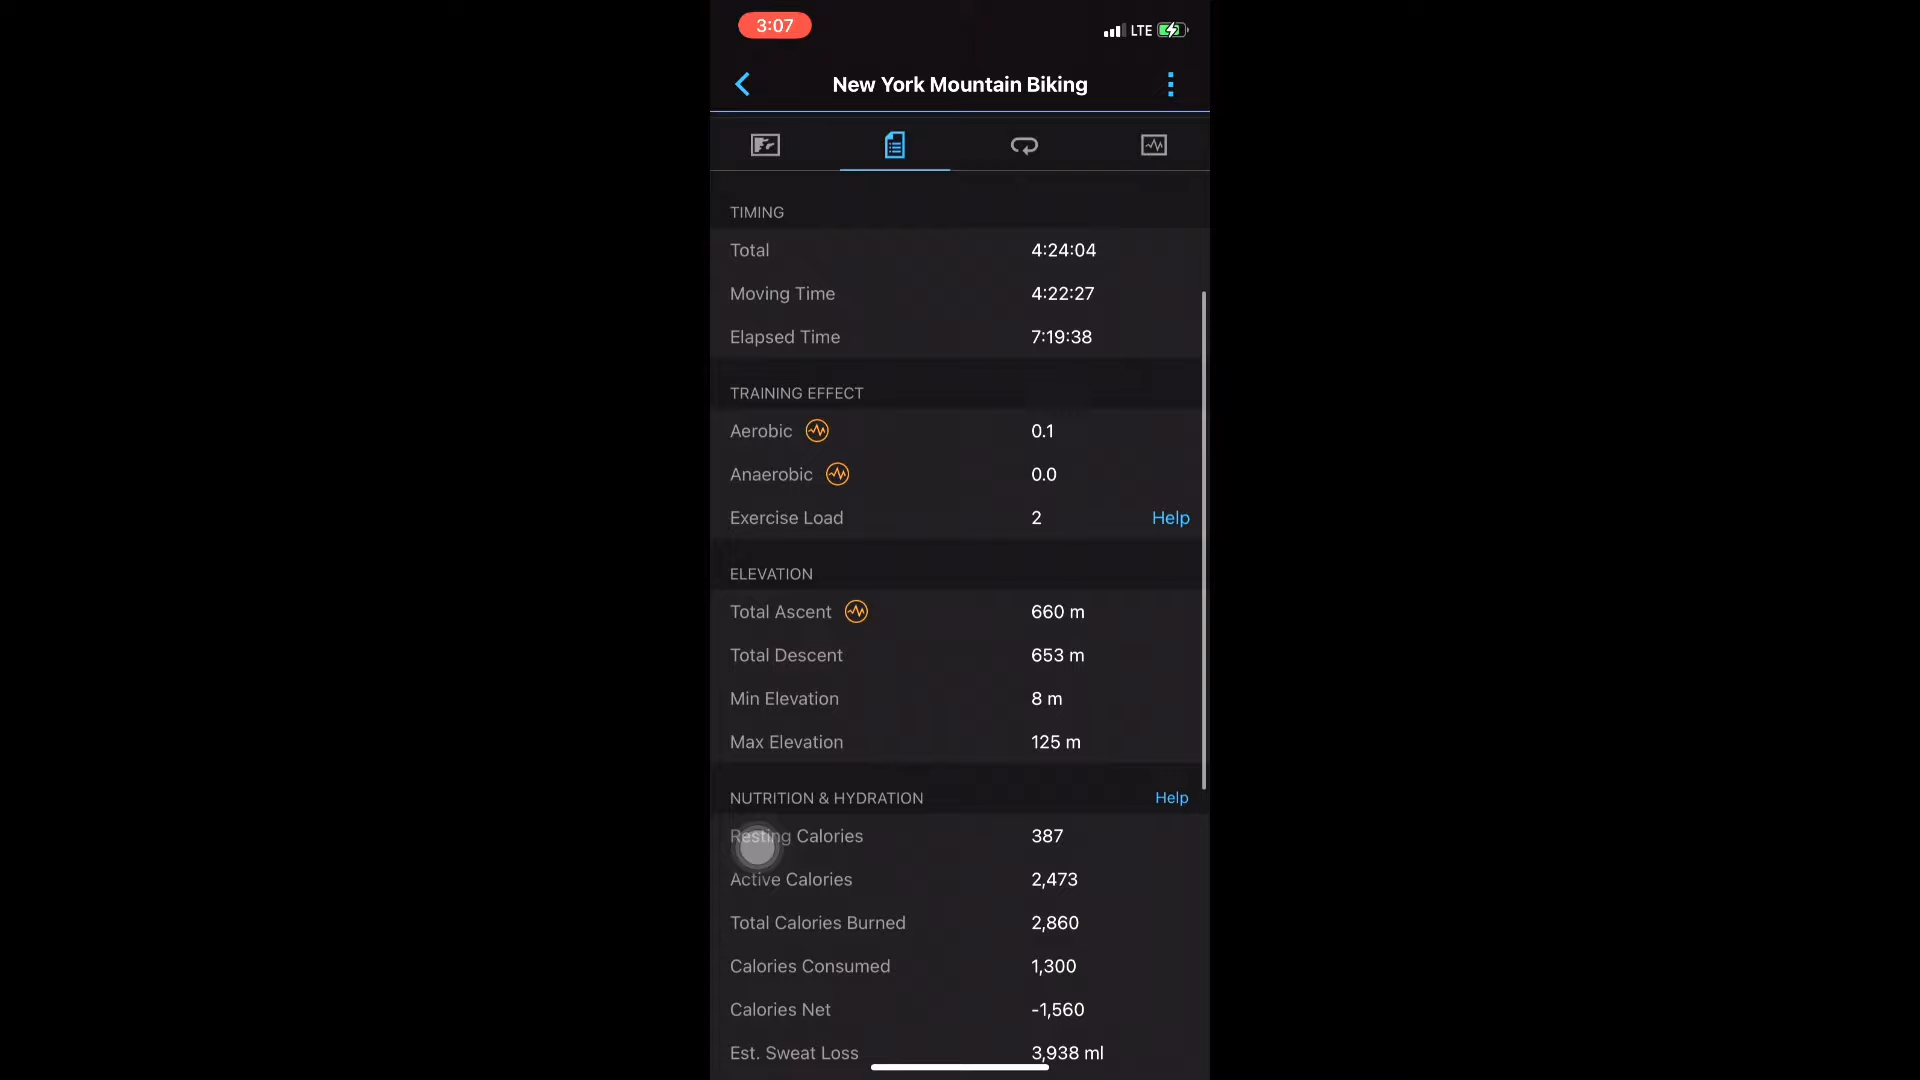 3:07
LTE
New York Mountain Biking
TIMING
Total 4:24:04
Moving Time 4:22:27
Elapsed Time 7:19:38
TRAINING EFFECT
Aerobic 0.1
Anaerobic 0.0
Exercise Load 2 Help
ELEVATION
Total Ascent 660 m
Total Descent 653 m
Min Elevation 8 m
Max Elevation 125 m
NUTRITION & HYDRATION Help
Resting Calories 387
Active Calories 2,473
Total Calories Burned 2,860
Calories Consumed 1,300
Calories Net -1,560
Est. Sweat Loss 3,938 ml